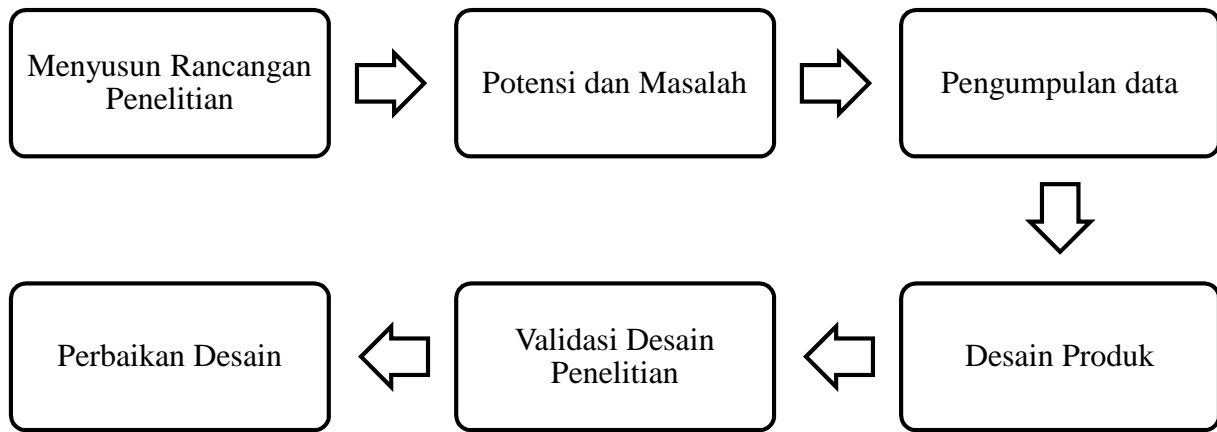 Menyusun Rancangan
Penelitian
Potensi dan Masalah
Pengumpulan data
Desain Produk
Validasi Desain
Penelitian
Perbaikan Desain